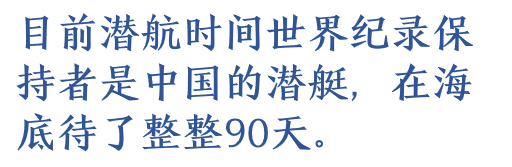 目前潜航时间世界纪录保
持者是中国的潜艇，在海
底待了整整90天。